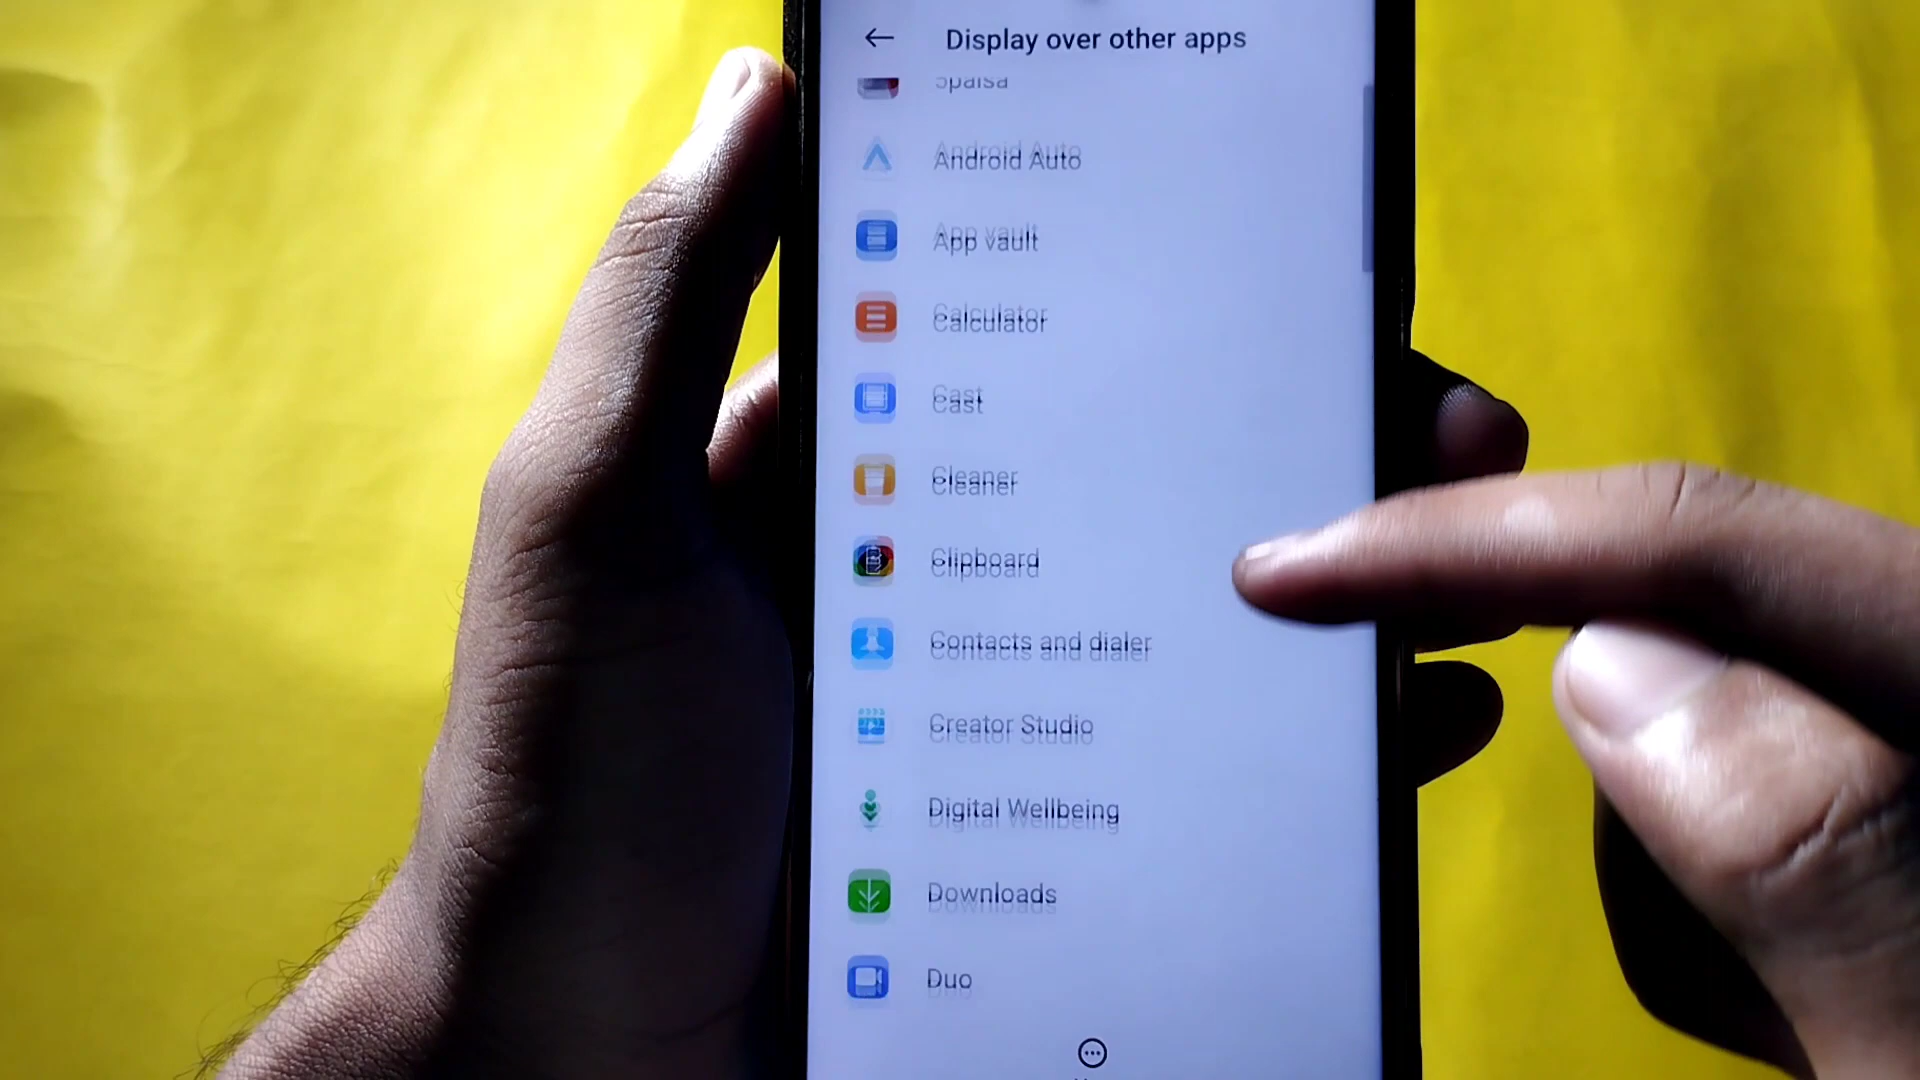 Display over other apps
5paisa
Android Auto
App vault
Calculator
Cast
Cleaner
Clipboard
Contacts and dialer
Creator Studio
Digital Wellbeing
Downloads
Duo